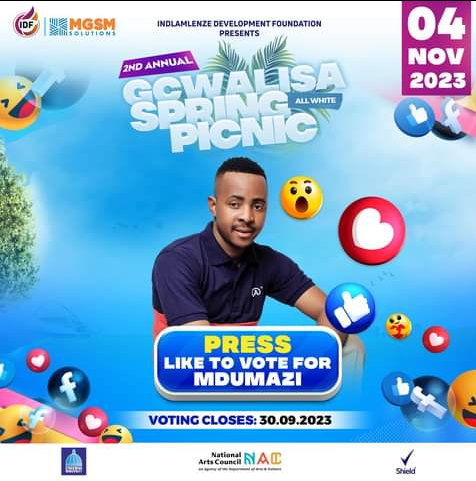 IDF
MGSM
SOLUTIONS
INDLAMLENZE DEVELOPMENT FOUNDATION
PRESENTS
04
NOV
2023
2ND ANNUAL
GCWALISA
SPRING
ALL WHITE
PICNIC
PRESS
LIKE TO VOTE FOR
MDUMAZI
VOTING CLOSES: 30.09.2023
National
Arts Council
NAC
an agency of the Department of Arts & Culture
Shield